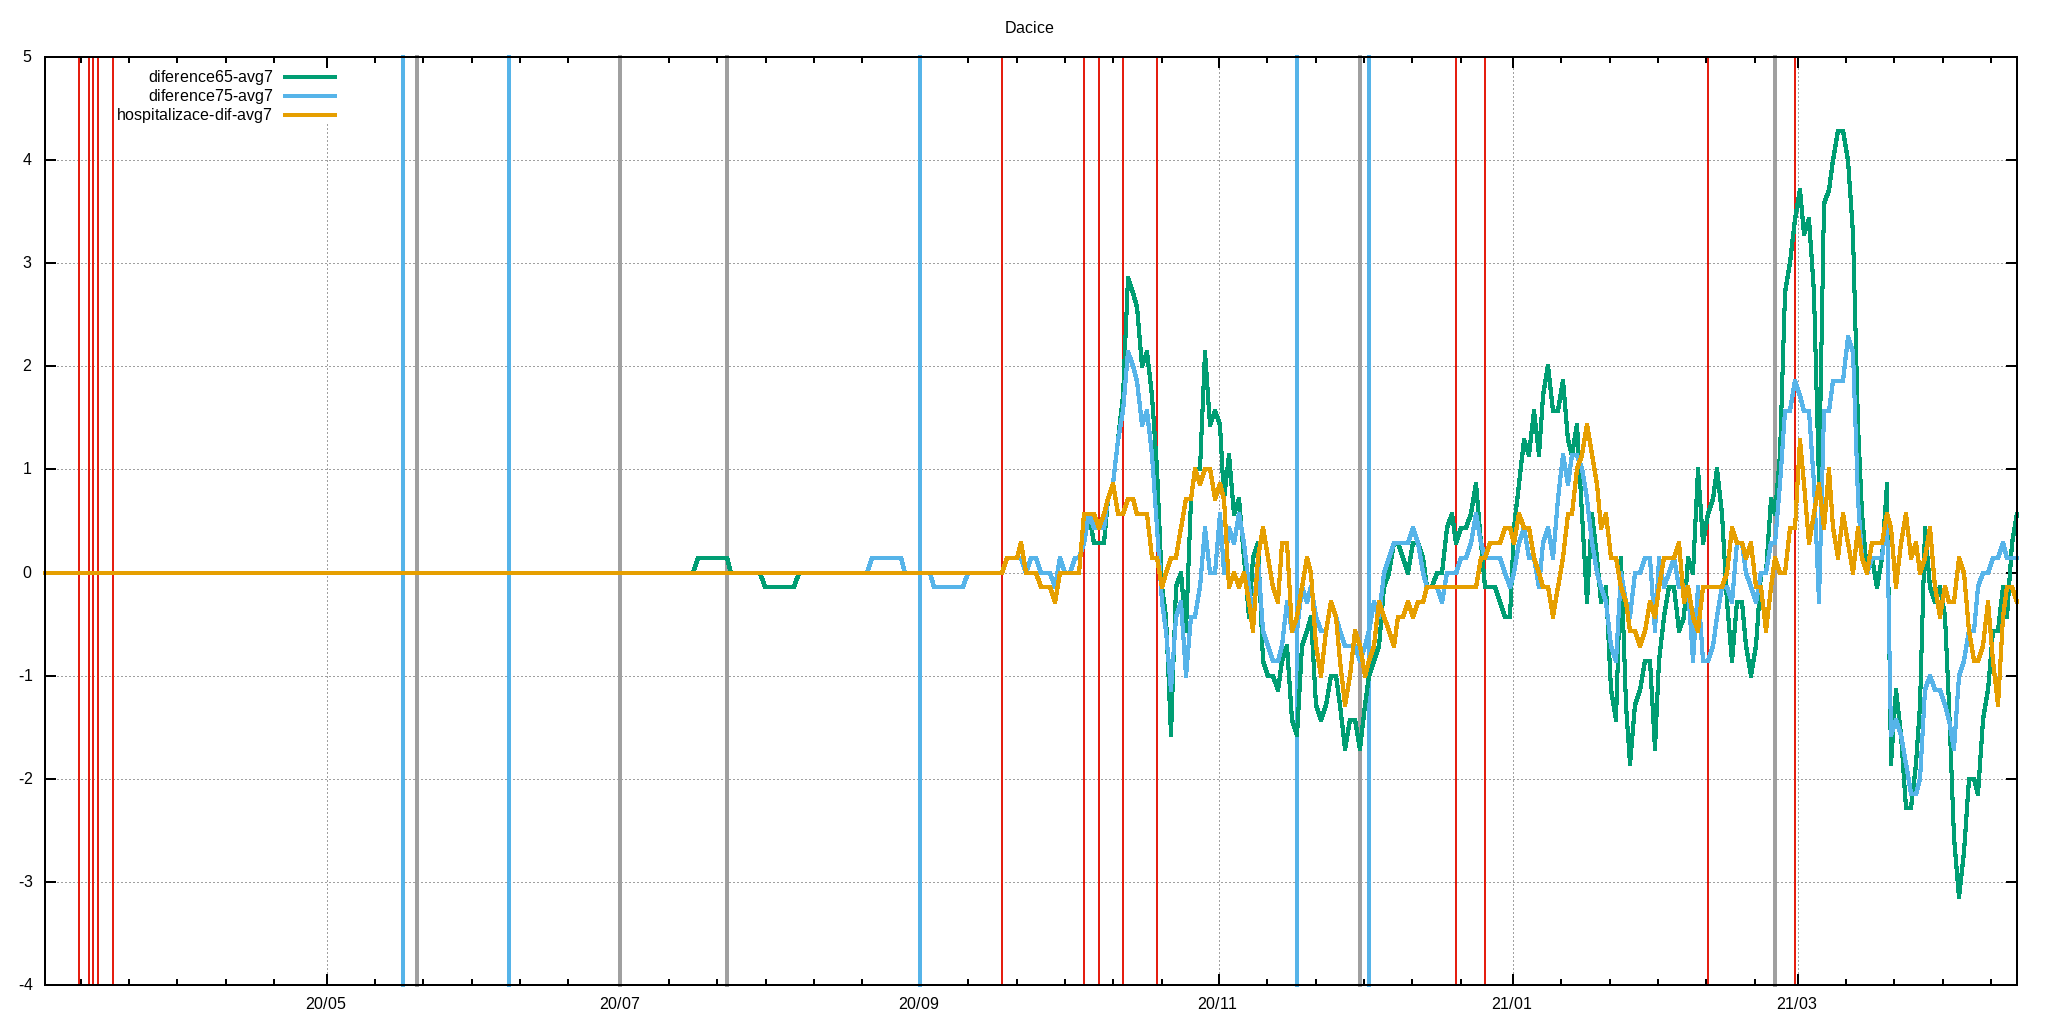 Dacice
diference65-avg7
diference75-avg7
hospitalizace-dif-avg7
5
4
3
2
1
0
-1
-2
-3
-4
20/05 20/07 20/09 20/11 21/01 21/03